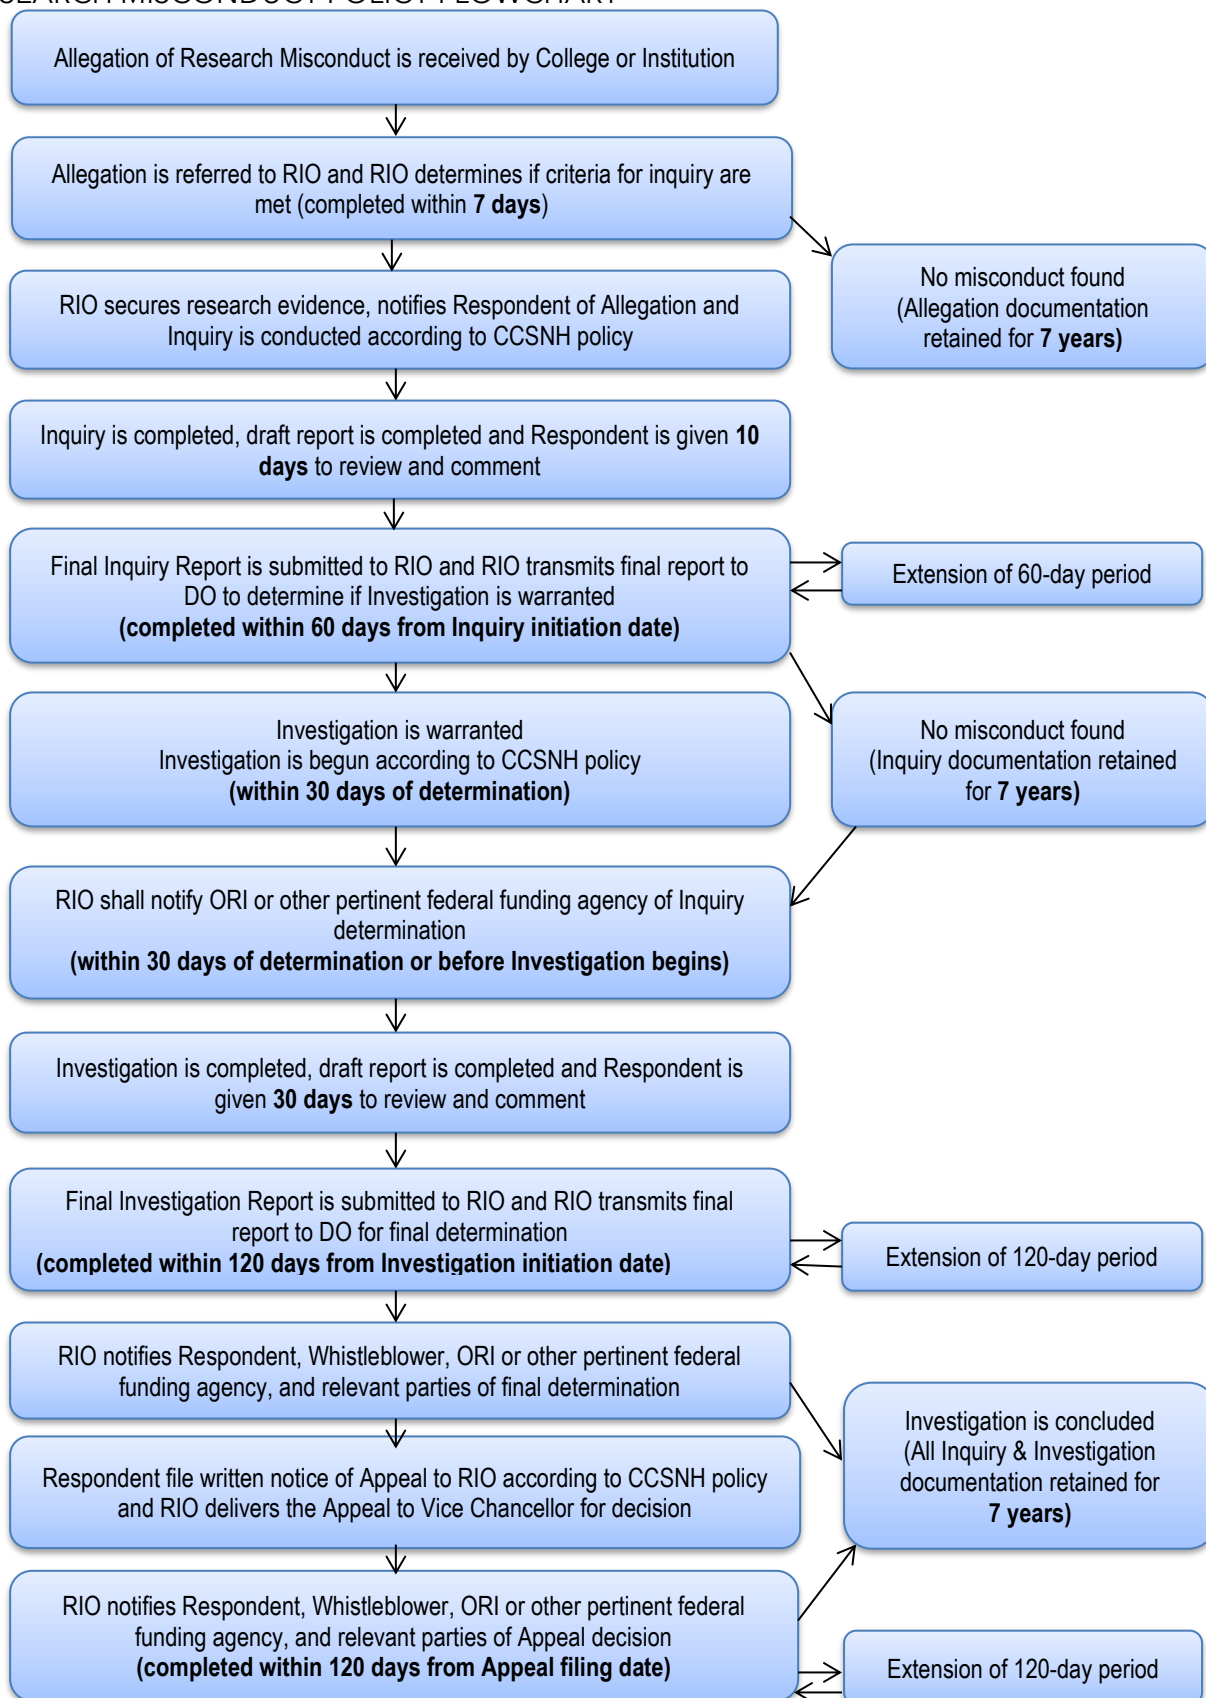 Allegation of Research Misconduct is received by College or Institution
Allegation is referred to RIO and RIO determines if criteria for inquiry are
met (completed within 7 days)
No misconduct found
(Allegation documentation
retained for 7 years)
RIO secures research evidence, notifies Respondent of Allegation and
Inquiry is conducted according to CCSNH policy
Inquiry is completed, draft report is completed and Respondent is given 10
days to review and comment
Final Inquiry Report is submitted to RIO and RIO transmits final report to
DO to determine if Investigation is warranted
(completed within 60 days from Inquiry initiation date)
Extension of 60-day period
Investigation is warranted
Investigation is begun according to CCSNH policy
(within 30 days of determination)
No misconduct found
(Inquiry documentation retained
for 7 years)
RIO shall notify ORI or other pertinent federal funding agency of Inquiry
determination
(within 30 days of determination or before Investigation begins)
Investigation is completed, draft report is completed and Respondent is
given 30 days to review and comment
Final Investigation Report is submitted to RIO and RIO transmits final
report to DO for final determination
(completed within 120 days from Investigation initiation date)
Extension of 120-day period
RIO notifies Respondent, Whistleblower, ORI or other pertinent federal
funding agency, and relevant parties of final determination
Investigation is concluded
(All Inquiry & Investigation
documentation retained for
7 years)
Respondent file written notice of Appeal to RIO according to CCSNH policy
and RIO delivers the Appeal to Vice Chancellor for decision
RIO notifies Respondent, Whistleblower, ORI or other pertinent federal
funding agency, and relevant parties of Appeal decision
(completed within 120 days from Appeal filing date)
Extension of 120-day period